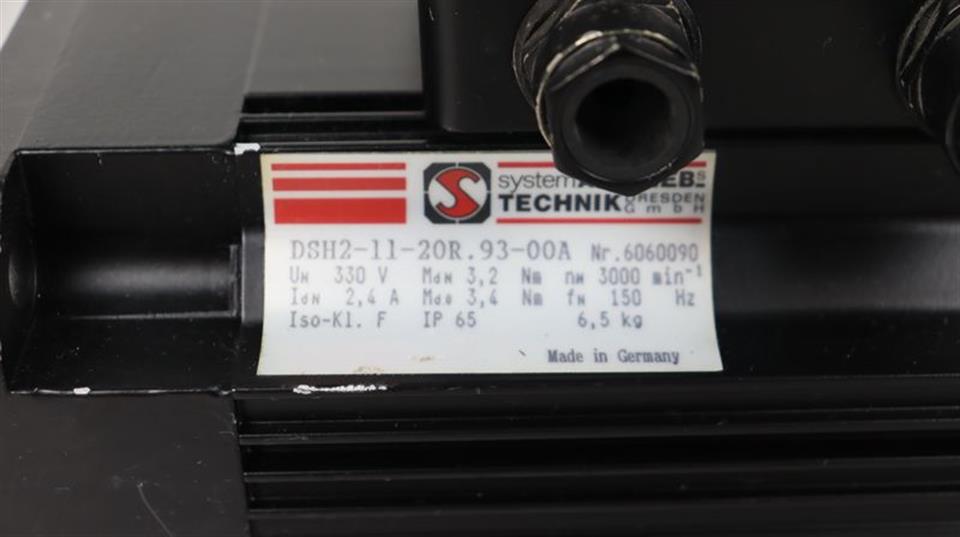 S
system
TECHNIK DRESDEN
GmbH
DSH2-11-20R.93-00A Nr.6060090
UN 330 V MdN 3,2 Nm nN 3000 min⁻¹
IdN 2,4 A Md0 3,4 Nm fN 150 Hz
Iso-Kl. F IP 65 6,5 kg
Made in Germany